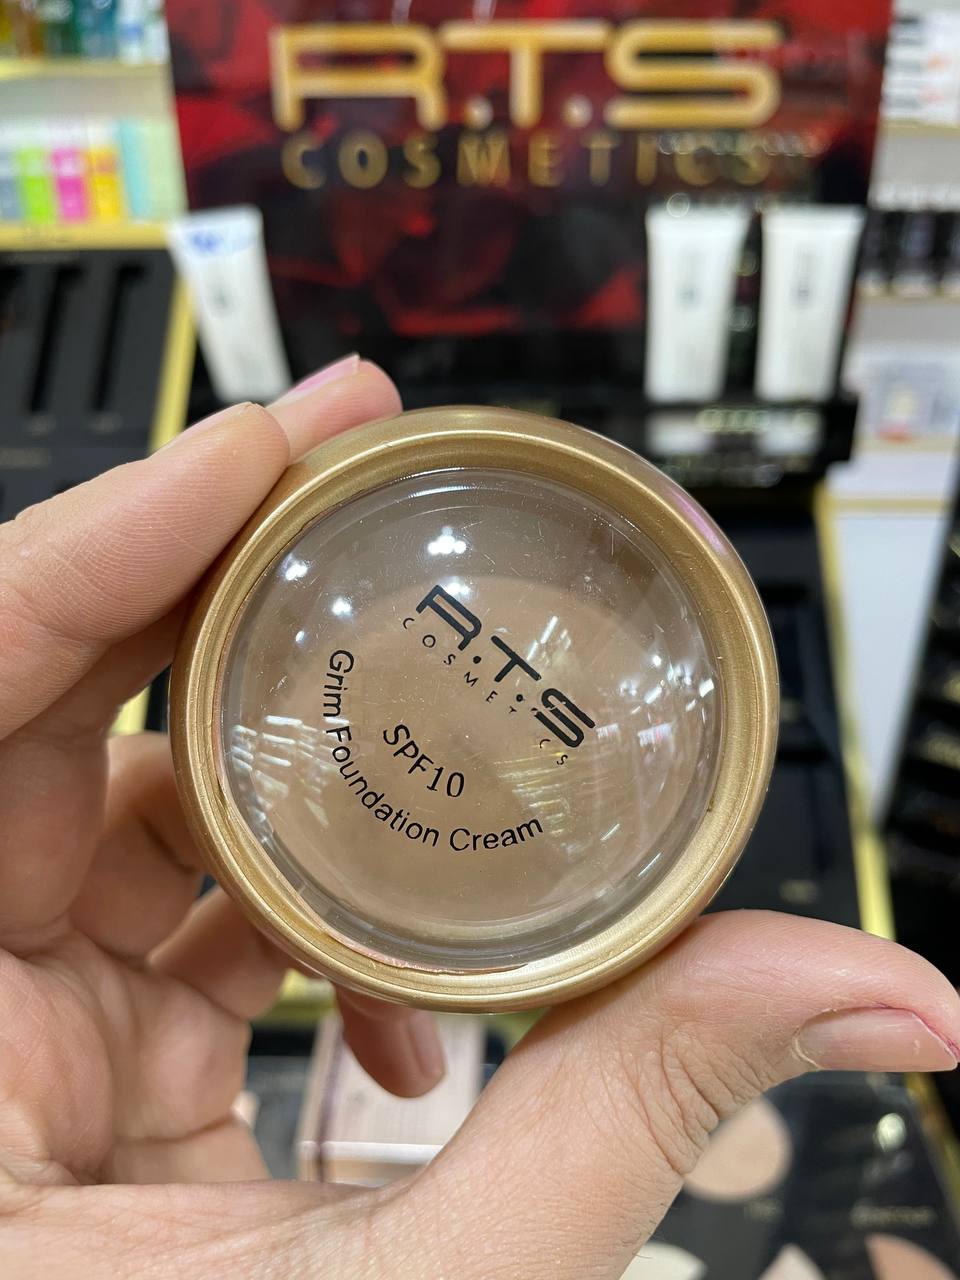 R.T.S
COSMETICS
R.T.S
COSMETICS
SPF10
Grim Foundation Cream